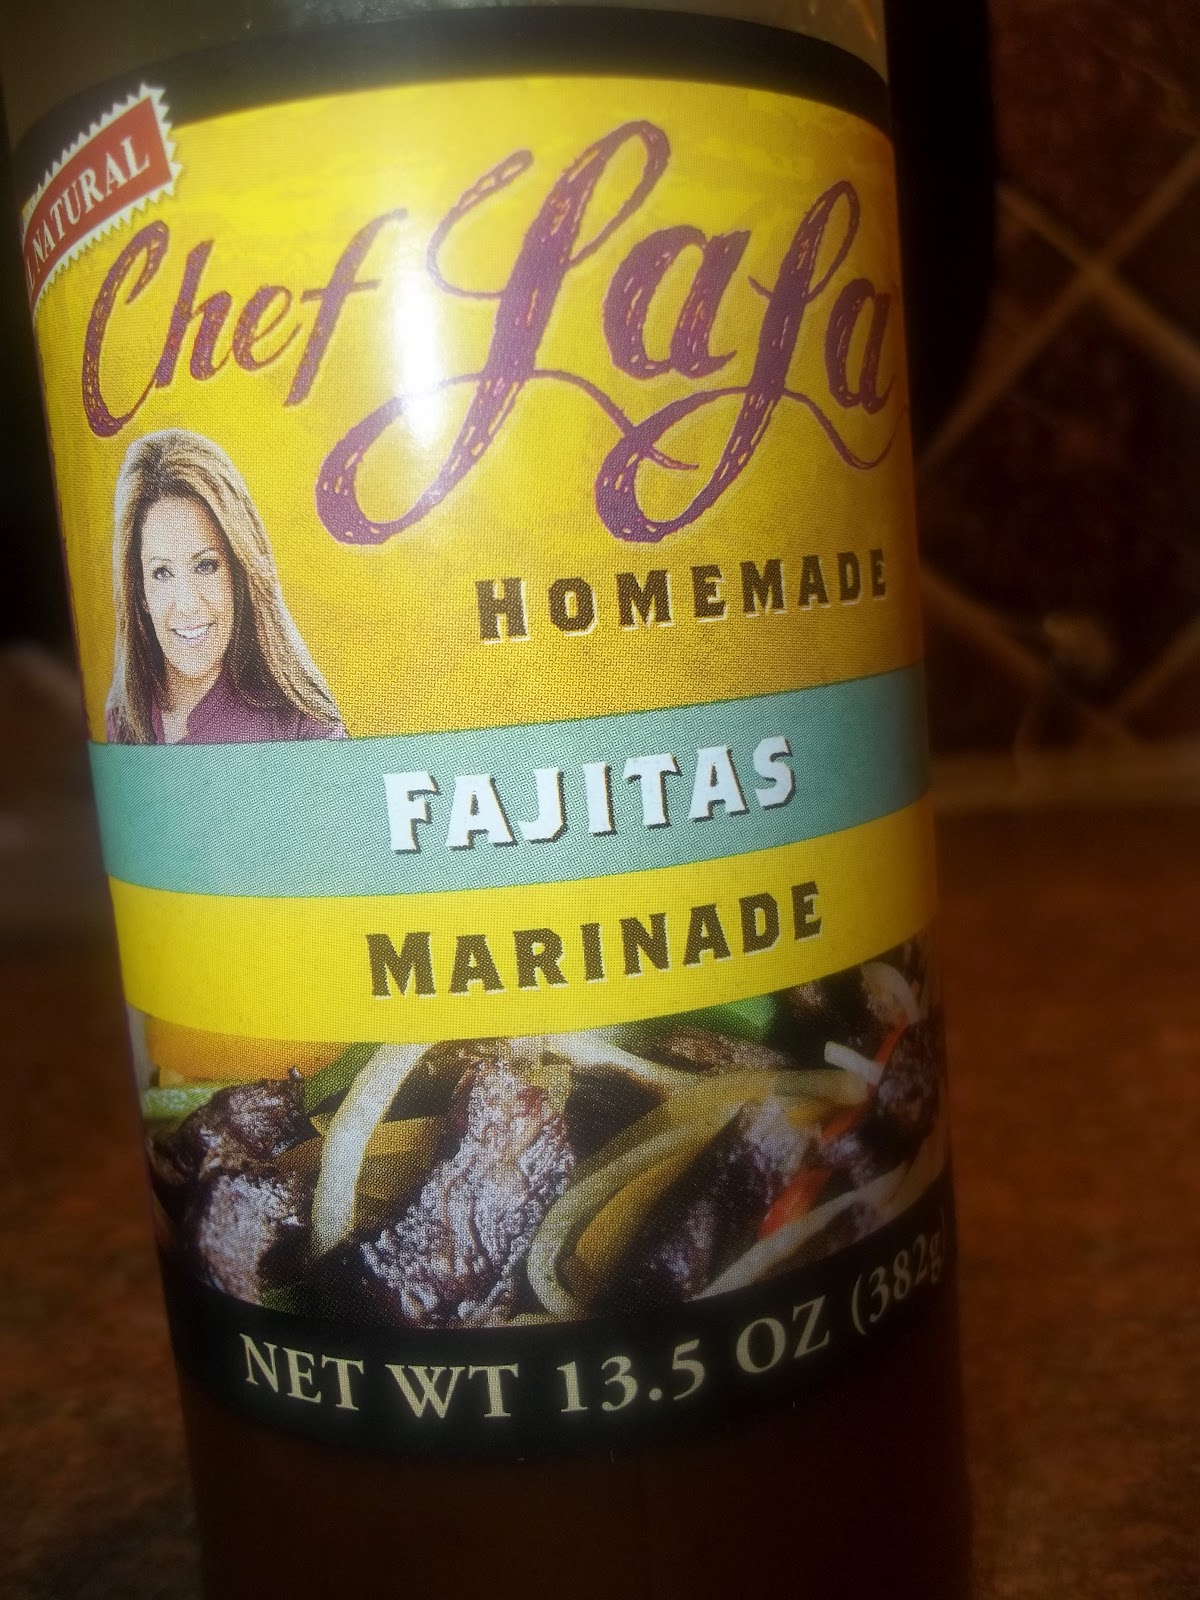 NATURAL
Chef LaLa
HOMEMADE
FAJITAS
MARINADE
NET WT 13.5 OZ (382g)